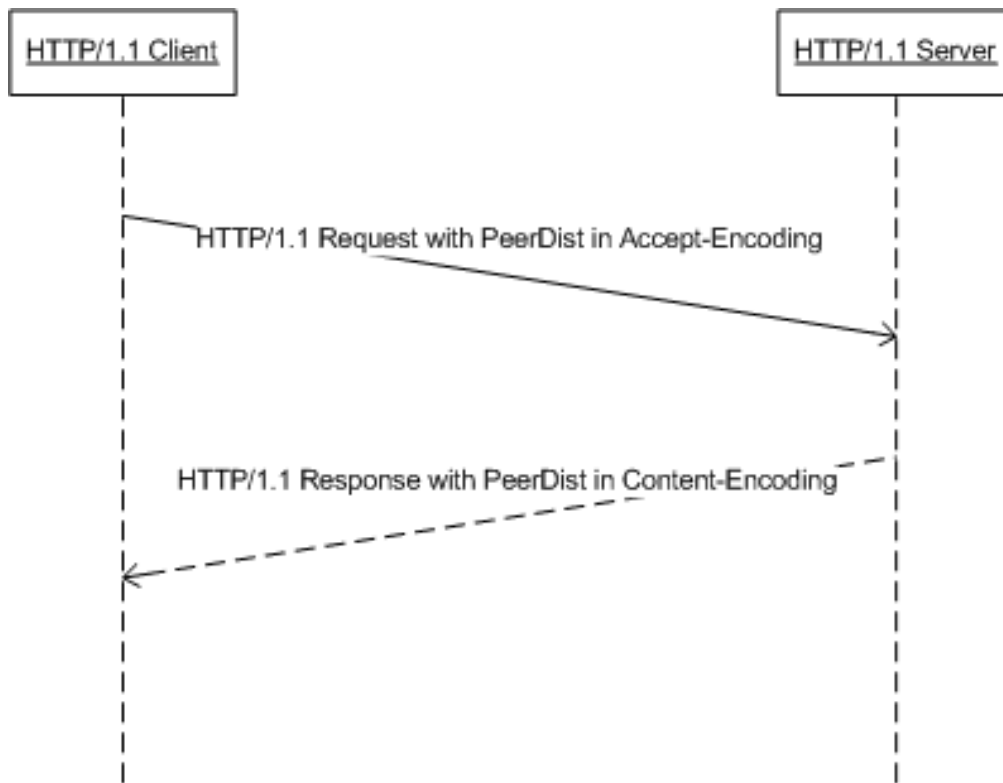 HTTP/1.1 Client
HTTP/1.1 Server
HTTP/1.1 Request with PeerDist in Accept-Encoding
HTTP/1.1 Response with PeerDist in Content-Encoding